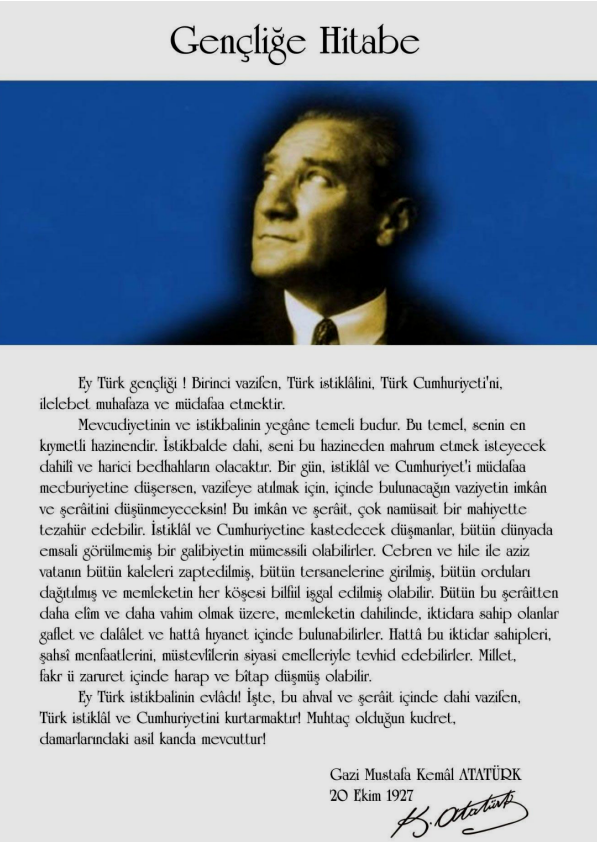 Gençliğe Hitabe
Ey Türk gençliği ! Birinci vazifen, Türk istiklâlini, Türk Cumhuriyeti'ni,
ilelebet muhafaza ve müdafaa etmektir.
Mevcudiyetinin ve istikbalinin yegâne temeli budur. Bu temel, senin en
kıymetli hazinendir. İstikbalde dahi, seni bu hazineden mahrum etmek isteyecek
dahilî ve harici bedhahların olacaktır. Bir gün, istiklâl ve Cumhuriyet'i müdafaa
mecburiyetine düşersen, vazifeye atılmak için, içinde bulunacağın vaziyetin imkân
ve şerâitini düşünmeyeceksin! Bu imkân ve şerâit, çok namüsait bir mahiyette
tezahür edebilir. İstiklâl ve Cumhuriyetine kastedecek düşmanlar, bütün dünyada
emsali görülmemiş bir galibiyetin mümessili olabilirler. Cebren ve hile ile aziz
vatanın bütün kaleleri zaptedilmiş, bütün tersanelerine girilmiş, bütün orduları
dağıtılmış ve memleketin her köşesi bilfiil işgal edilmiş olabilir. Bütün bu şerâitten
daha elîm ve daha vahim olmak üzere, memleketin dahilinde, iktidara sahip olanlar
gaflet ve dalâlet ve hattâ hıyanet içinde bulunabilirler. Hattâ bu iktidar sahipleri,
şahsî menfaatlerini, müstevlîlerin siyasi emelleriyle tevhid edebilirler. Millet,
fakr ü zaruret içinde harap ve bîtap düşmüş olabilir.
Ey Türk istikbalinin evlâdı! İşte, bu ahval ve şerâit içinde dahi vazifen,
Türk istiklâl ve Cumhuriyetini kurtarmaktır! Muhtaç olduğun kudret,
damarlarındaki asil kanda mevcuttur!
Gazi Mustafa Kemâl ATATÜRK
20 Ekim 1927
K. Atatürk